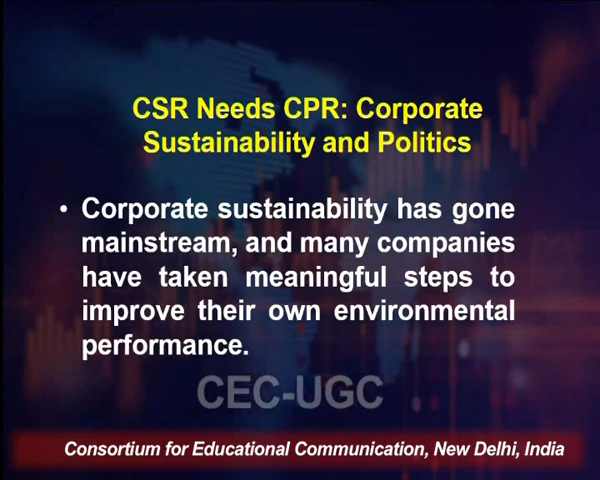 CSR Needs CPR: Corporate
Sustainability and Politics
• Corporate sustainability has gone
mainstream, and many companies
have taken meaningful steps to
improve their own environmental
performance.
CEC-UGC
Consortium for Educational Communication, New Delhi, India